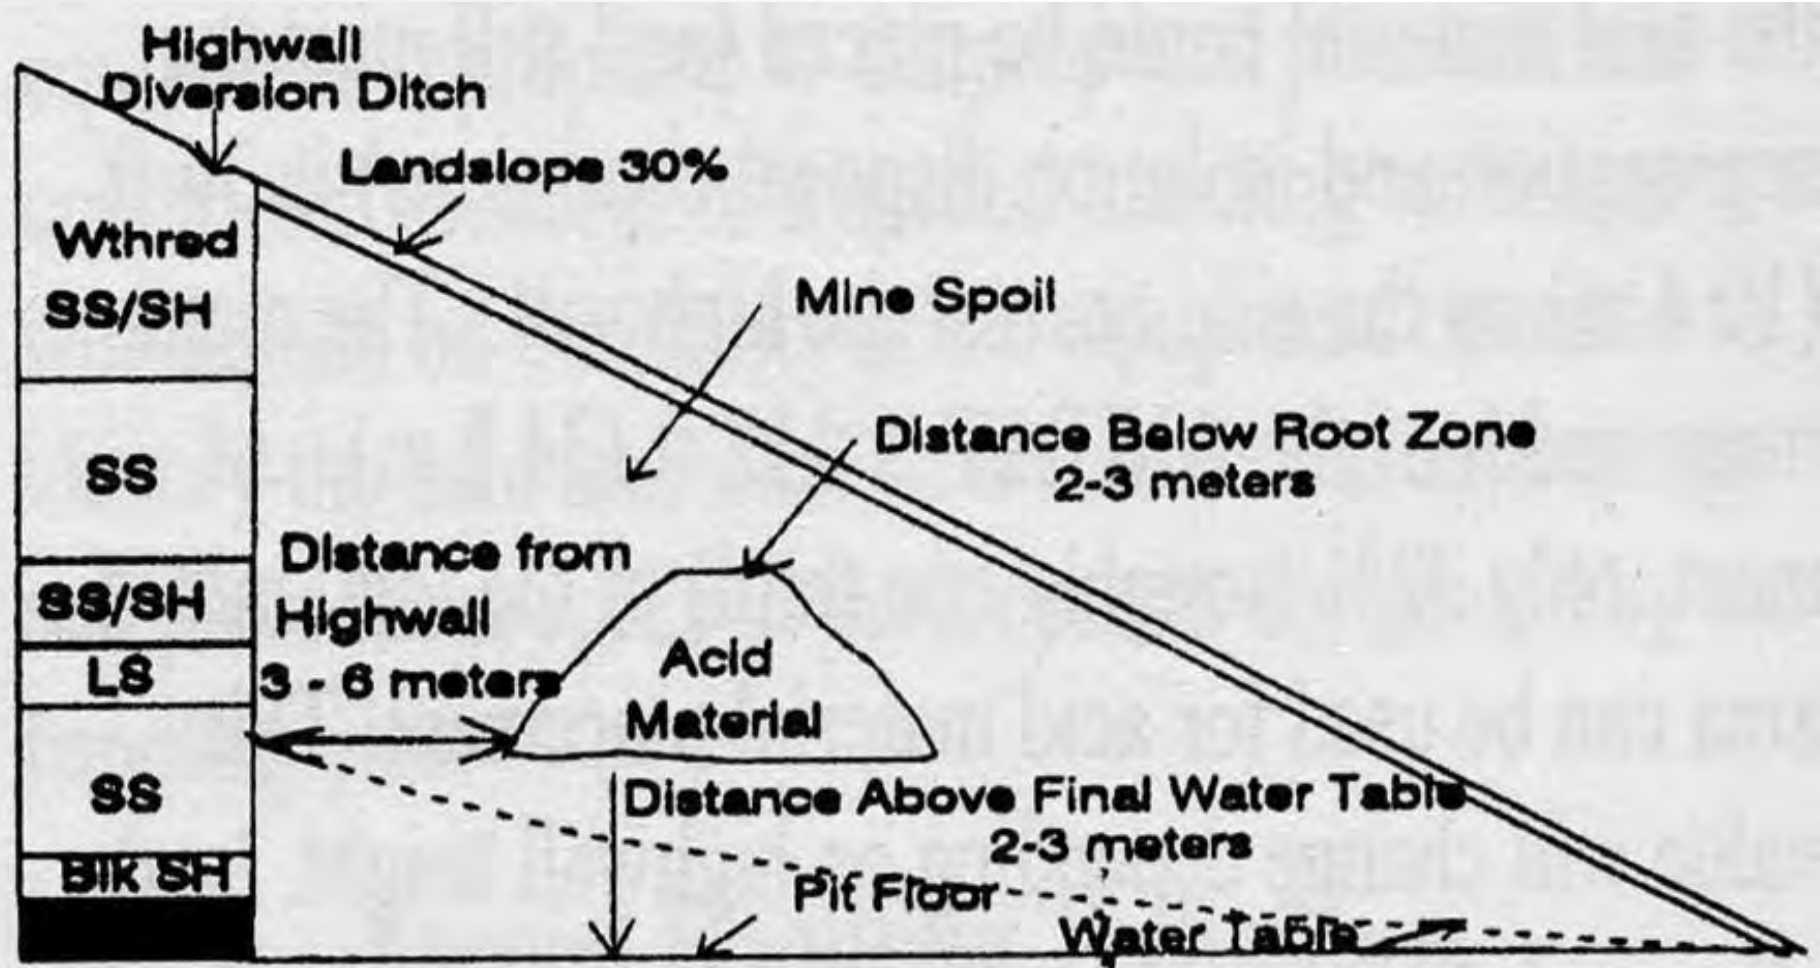 Highwall
Diversion Ditch
Landslope 30%
Wthred
SS/SH
Mine Spoil
SS
Distance Below Root Zone
2-3 meters
Distance from
Highwall
3 - 6 meters
SS/SH
LS
Acid
Material
SS
Distance Above Final Water Table
2-3 meters
Blk SH
Pit Floor
Water Table